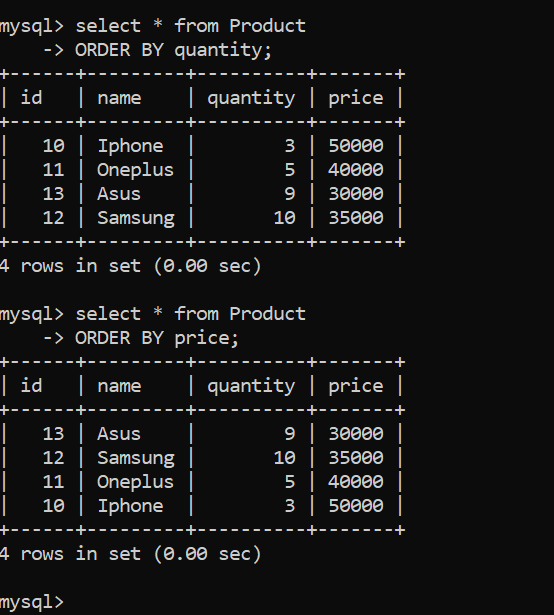 mysql> select * from Product
    -> ORDER BY quantity;
+------+---------+----------+-------+
| id   | name    | quantity | price |
+------+---------+----------+-------+
|   10 | Iphone  |        3 | 50000 |
|   11 | Oneplus |        5 | 40000 |
|   13 | Asus    |        9 | 30000 |
|   12 | Samsung |       10 | 35000 |
+------+---------+----------+-------+
4 rows in set (0.00 sec)

mysql> select * from Product
    -> ORDER BY price;
+------+---------+----------+-------+
| id   | name    | quantity | price |
+------+---------+----------+-------+
|   13 | Asus    |        9 | 30000 |
|   12 | Samsung |       10 | 35000 |
|   11 | Oneplus |        5 | 40000 |
|   10 | Iphone  |        3 | 50000 |
+------+---------+----------+-------+
4 rows in set (0.00 sec)

mysql>